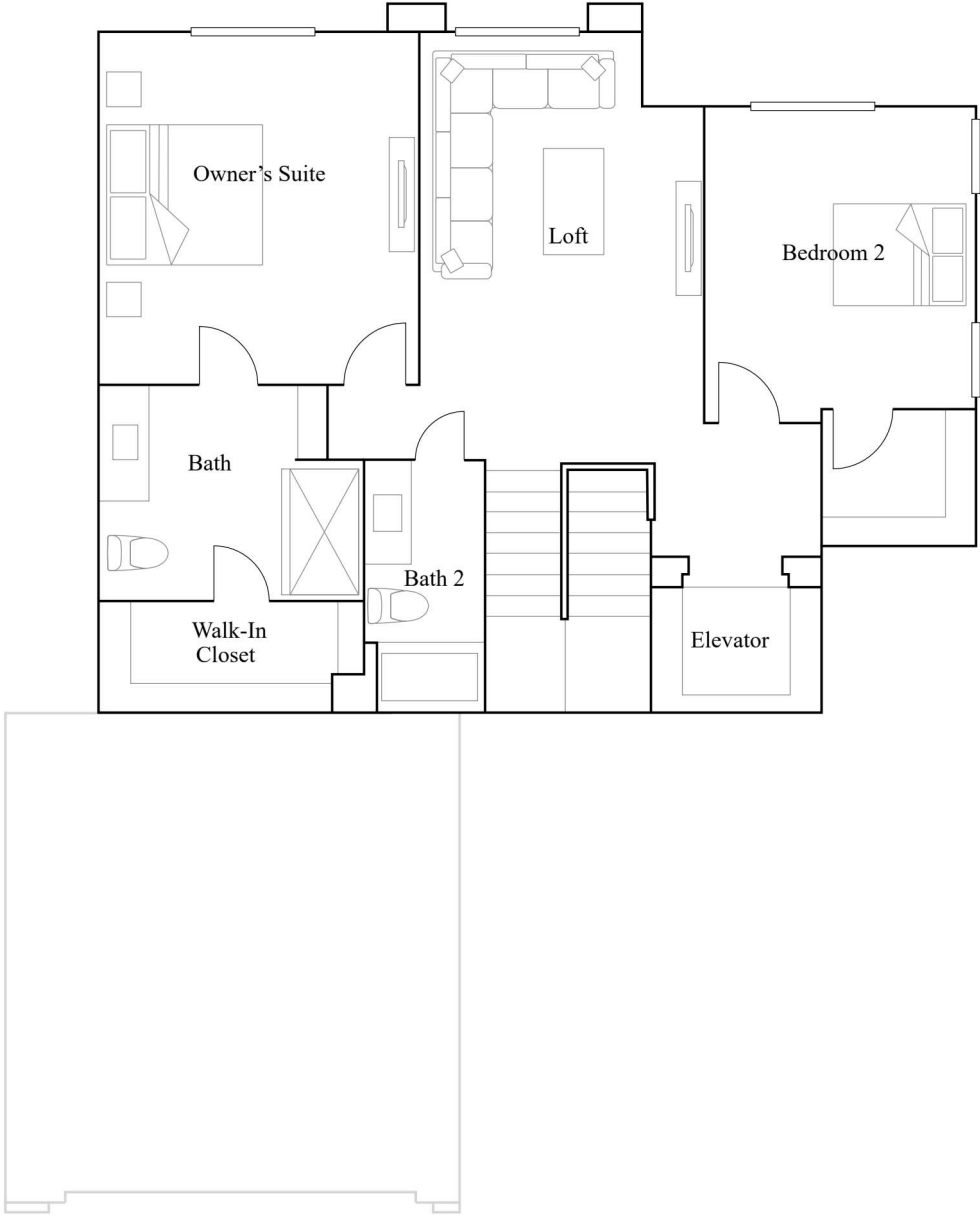 Owner’s Suite
Loft
Bedroom 2
Bath
Bath 2
Walk-In
Closet
Elevator